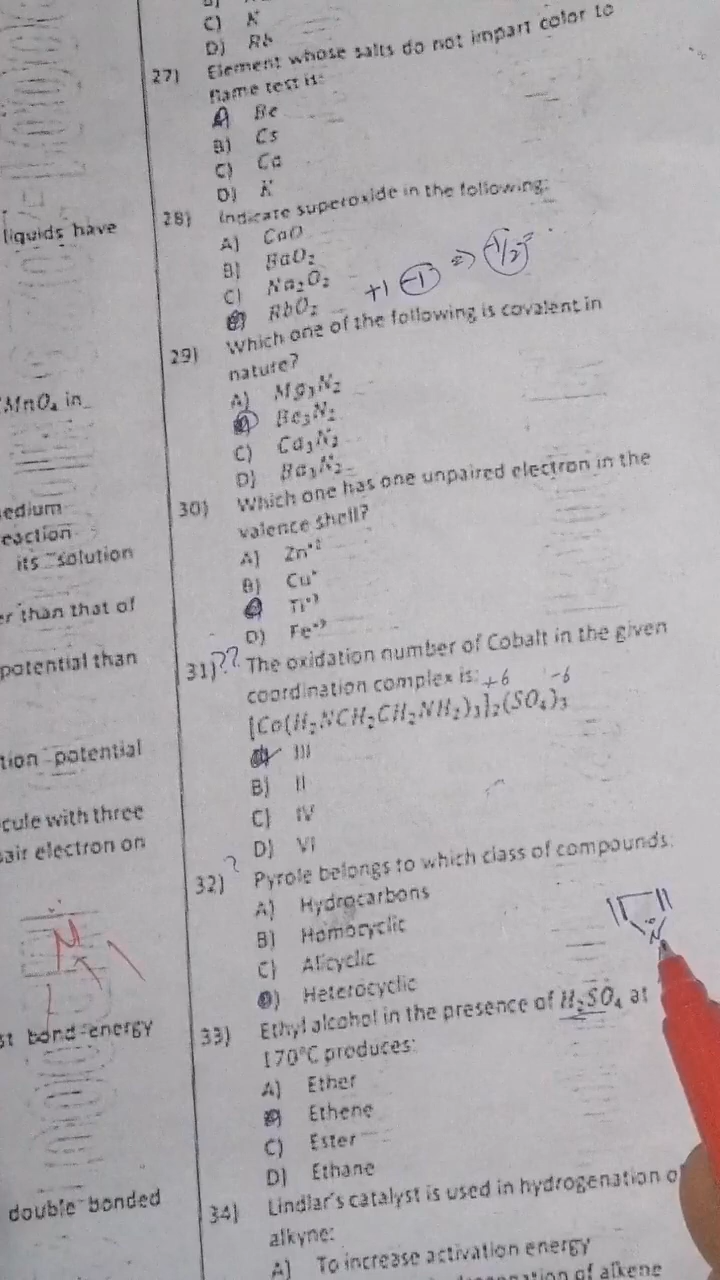 liquids have
MnO₄ in
edium
eaction
its solution
er than that of
potential than
tion potential
cule with three
pair electron on
N
st bond energy
double bonded
C) K
D) Rb
27) Element whose salts do not impart color to
flame test is:
A) Be
B) Cs
C) Ca
D) K
28) Indicate superoxide in the following:
A) CaO
B) BaO₂
C) Na₂O₂
D) RbO₂ +1 -1 ⇒ -1/2
29) Which one of the following is covalent in
nature?
A) Mg₃N₂
B) Be₃N₂
C) Ca₃N₂
D) Ba₃N₂
30) Which one has one unpaired electron in the
valence shell?
A) Zn⁺²
B) Cu⁺
C) Ti⁺³
D) Fe⁺³
31) ?? The oxidation number of Cobalt in the given
coordination complex is: +6 -6
[Co(H₂NCH₂CH₂NH₂)₃]₂(SO₄)₃
A) III
B) II
C) IV
D) VI
32) ? Pyrole belongs to which class of compounds:
A) Hydrocarbons
B) Homocyclic
C) Alicyclic
D) Heterocyclic
N
33) Ethyl alcohol in the presence of H₂SO₄ at
170°C produces:
A) Ether
B) Ethene
C) Ester
D) Ethane
34) Lindlar's catalyst is used in hydrogenation o
alkyne:
A) To increase activation energy
nation of alkene